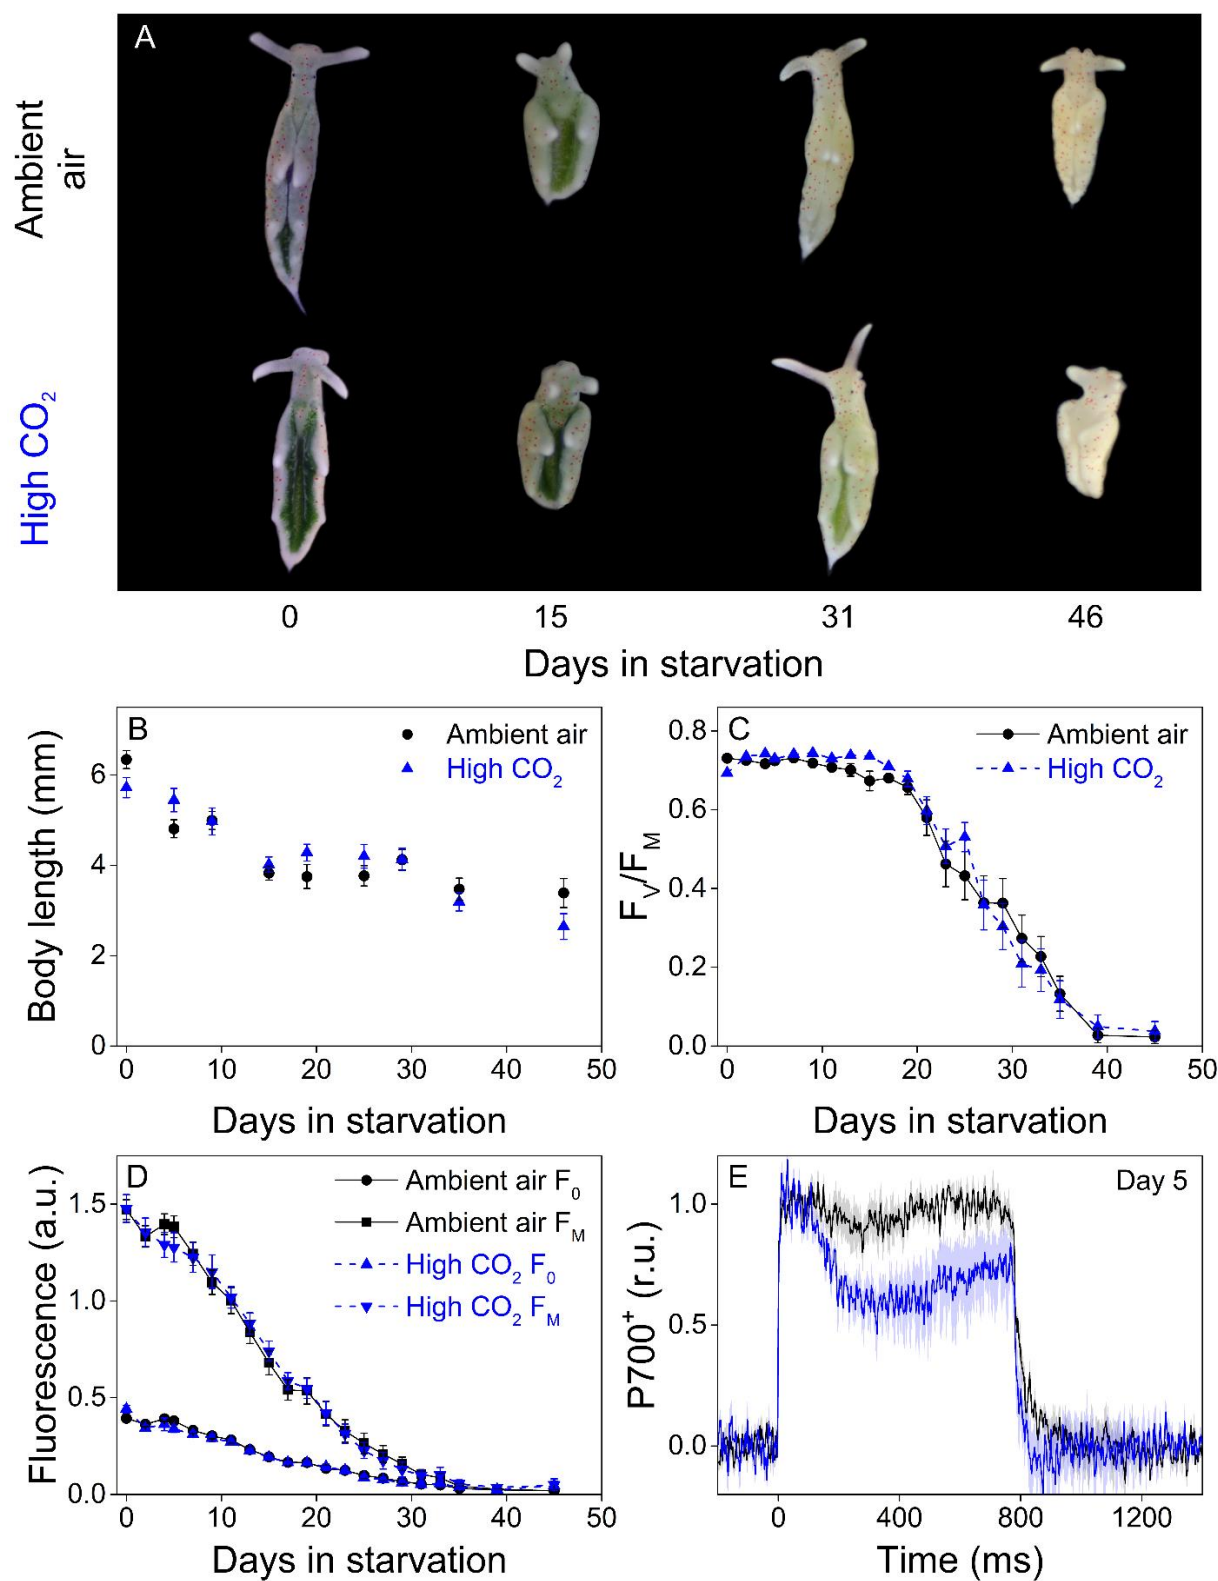 A
Ambient
air
High CO₂
0 15 31 46
Days in starvation
B
Ambient air
High CO₂
Body length (mm)
6
4
2
0
0 10 20 30 40 50
Days in starvation
C
Ambient air
High CO₂
Fᵥ/F_M
0.8
0.6
0.4
0.2
0.0
0 10 20 30 40 50
Days in starvation
D
Ambient air F₀
Ambient air F_M
High CO₂ F₀
High CO₂ F_M
Fluorescence (a.u.)
1.5
1.0
0.5
0.0
0 10 20 30 40 50
Days in starvation
E
Day 5
P700⁺ (r.u.)
1.0
0.5
0.0
0 400 800 1200
Time (ms)